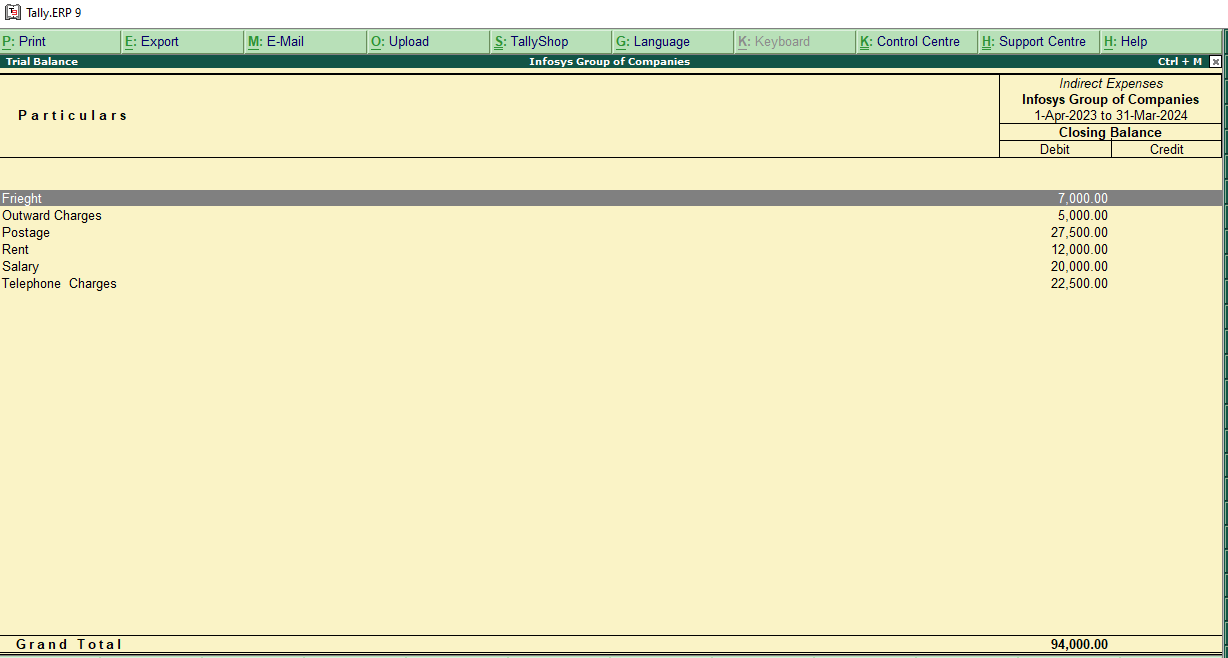 Tally.ERP 9
P: Print E: Export M: E-Mail O: Upload S: TallyShop G: Language K: Keyboard K: Control Centre H: Support Centre H: Help
Trial Balance Infosys Group of Companies Ctrl + M
Indirect Expenses
Infosys Group of Companies
Particulars 1-Apr-2023 to 31-Mar-2024
Closing Balance
Debit Credit
Frieght 7,000.00
Outward Charges 5,000.00
Postage 27,500.00
Rent 12,000.00
Salary 20,000.00
Telephone Charges 22,500.00
Grand Total 94,000.00